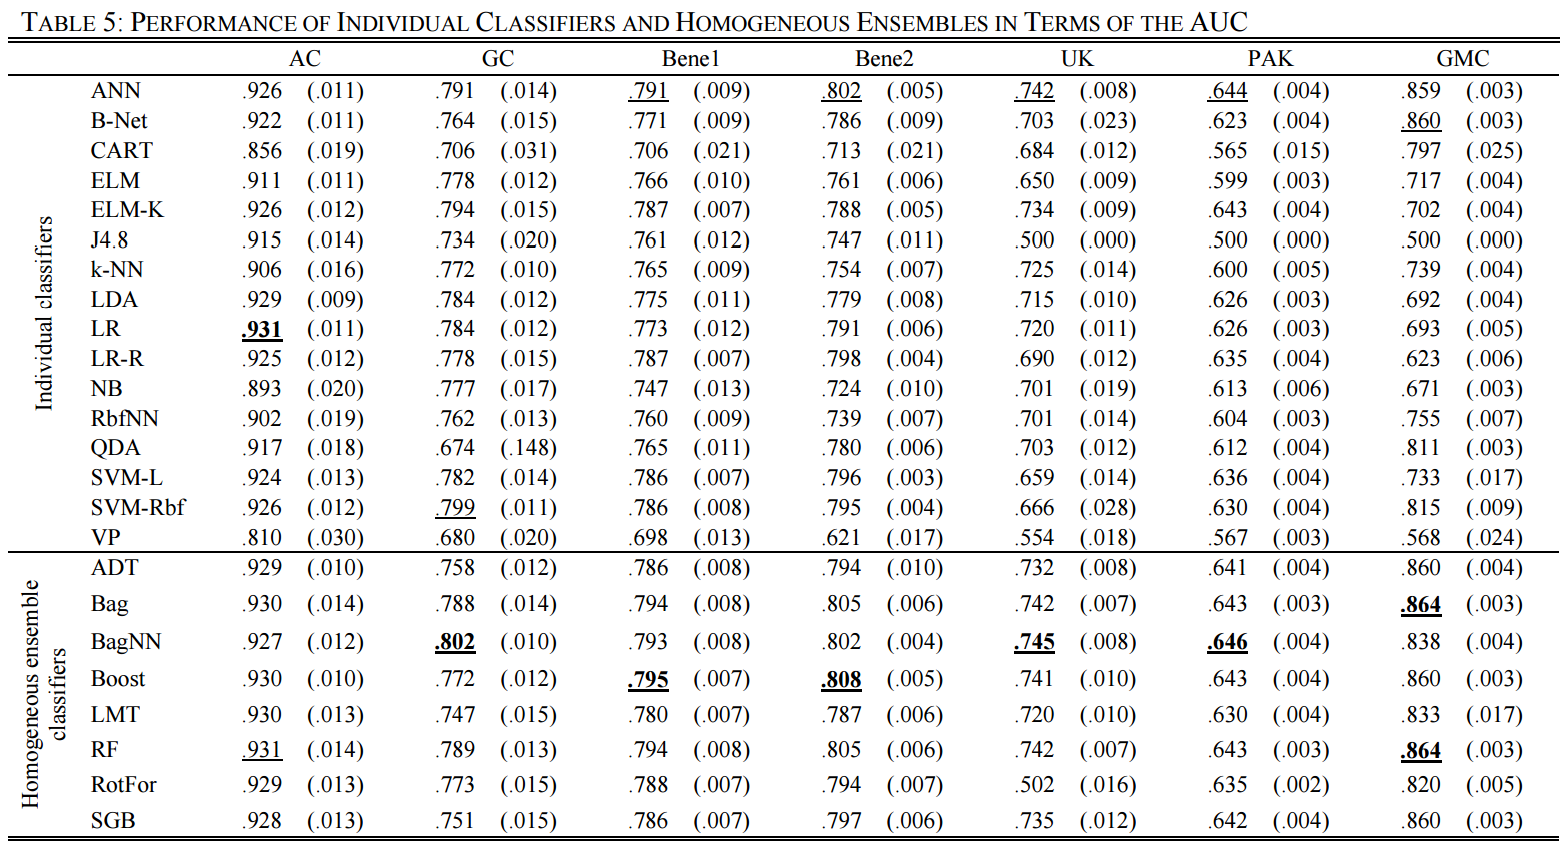 TABLE 5: PERFORMANCE OF INDIVIDUAL CLASSIFIERS AND HOMOGENEOUS ENSEMBLES IN TERMS OF THE AUC
AC GC Bene1 Bene2 UK PAK GMC
Individual classifiers
ANN .926 (.011) .791 (.014) .791 (.009) .802 (.005) .742 (.008) .644 (.004) .859 (.003)
B-Net .922 (.011) .764 (.015) .771 (.009) .786 (.009) .703 (.023) .623 (.004) .860 (.003)
CART .856 (.019) .706 (.031) .706 (.021) .713 (.021) .684 (.012) .565 (.015) .797 (.025)
ELM .911 (.011) .778 (.012) .766 (.010) .761 (.006) .650 (.009) .599 (.003) .717 (.004)
ELM-K .926 (.012) .794 (.015) .787 (.007) .788 (.005) .734 (.009) .643 (.004) .702 (.004)
J4.8 .915 (.014) .734 (.020) .761 (.012) .747 (.011) .500 (.000) .500 (.000) .500 (.000)
k-NN .906 (.016) .772 (.010) .765 (.009) .754 (.007) .725 (.014) .600 (.005) .739 (.004)
LDA .929 (.009) .784 (.012) .775 (.011) .779 (.008) .715 (.010) .626 (.003) .692 (.004)
LR .931 (.011) .784 (.012) .773 (.012) .791 (.006) .720 (.011) .626 (.003) .693 (.005)
LR-R .925 (.012) .778 (.015) .787 (.007) .798 (.004) .690 (.012) .635 (.004) .623 (.006)
NB .893 (.020) .777 (.017) .747 (.013) .724 (.010) .701 (.019) .613 (.006) .671 (.003)
RbfNN .902 (.019) .762 (.013) .760 (.009) .739 (.007) .701 (.014) .604 (.003) .755 (.007)
QDA .917 (.018) .674 (.148) .765 (.011) .780 (.006) .703 (.012) .612 (.004) .811 (.003)
SVM-L .924 (.013) .782 (.014) .786 (.007) .796 (.003) .659 (.014) .636 (.004) .733 (.017)
SVM-Rbf .926 (.012) .799 (.011) .786 (.008) .795 (.004) .666 (.028) .630 (.004) .815 (.009)
VP .810 (.030) .680 (.020) .698 (.013) .621 (.017) .554 (.018) .567 (.003) .568 (.024)
Homogeneous ensemble
classifiers
ADT .929 (.010) .758 (.012) .786 (.008) .794 (.010) .732 (.008) .641 (.004) .860 (.004)
Bag .930 (.014) .788 (.014) .794 (.008) .805 (.006) .742 (.007) .643 (.003) .864 (.003)
BagNN .927 (.012) .802 (.010) .793 (.008) .802 (.004) .745 (.008) .646 (.004) .838 (.004)
Boost .930 (.010) .772 (.012) .795 (.007) .808 (.005) .741 (.010) .643 (.004) .860 (.003)
LMT .930 (.013) .747 (.015) .780 (.007) .787 (.006) .720 (.010) .630 (.004) .833 (.017)
RF .931 (.014) .789 (.013) .794 (.008) .805 (.006) .742 (.007) .643 (.003) .864 (.003)
RotFor .929 (.013) .773 (.015) .788 (.007) .794 (.007) .502 (.016) .635 (.002) .820 (.005)
SGB .928 (.013) .751 (.015) .786 (.007) .797 (.006) .735 (.012) .642 (.004) .860 (.003)